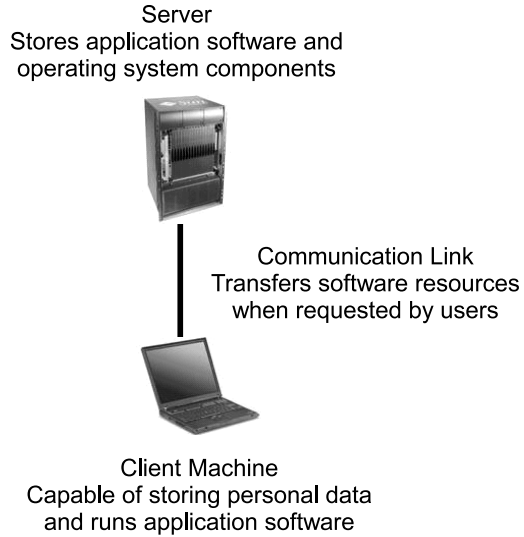 Server
Stores application software and
operating system components
Sun
Communication Link
Transfers software resources
when requested by users
Client Machine
Capable of storing personal data
and runs application software